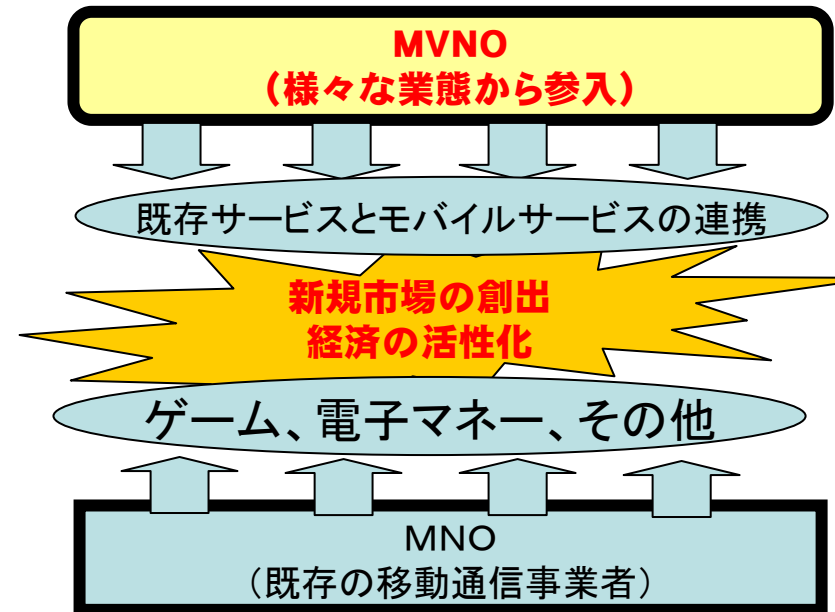 MVNO
（様々な業態から参入）
既存サービスとモバイルサービスの連携
新規市場の創出
経済の活性化
ゲーム、電子マネー、その他
MNO
（既存の移動通信事業者）